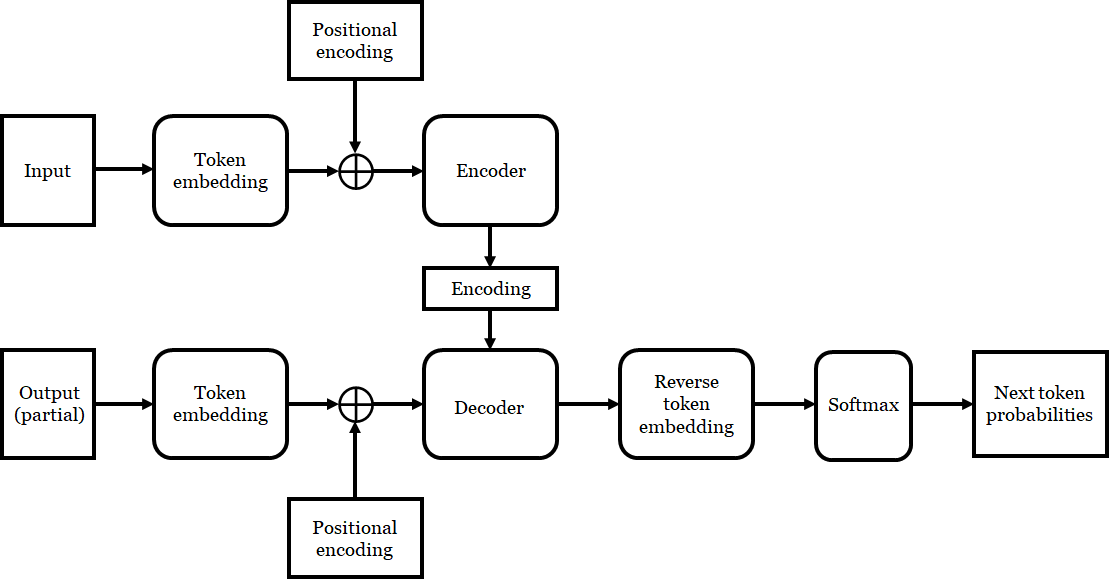 Positional
encoding
Input
Token
embedding
Encoder
Encoding
Output
(partial)
Token
embedding
Decoder
Reverse
token
embedding
Softmax
Next token
probabilities
Positional
encoding